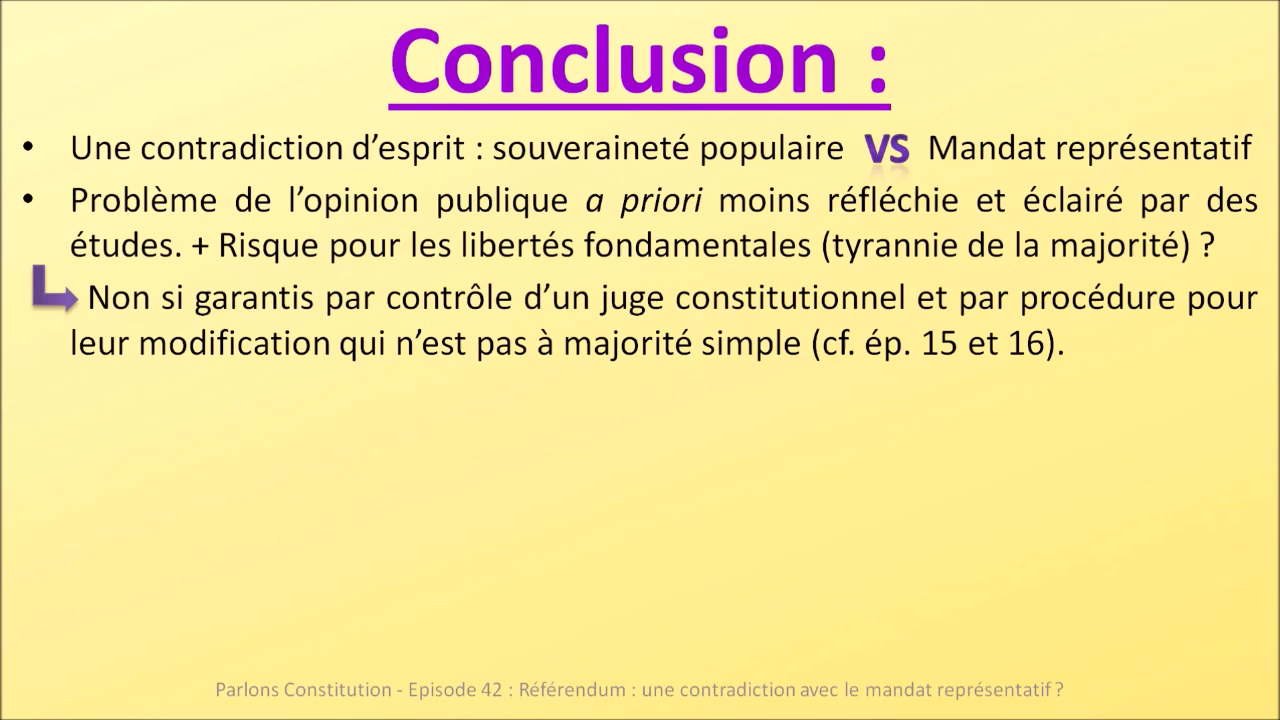 Conclusion :
• Une contradiction d’esprit : souveraineté populaire VS Mandat représentatif
• Problème de l’opinion publique a priori moins réfléchie et éclairé par des
études. + Risque pour les libertés fondamentales (tyrannie de la majorité) ?
Non si garantis par contrôle d’un juge constitutionnel et par procédure pour
leur modification qui n’est pas à majorité simple (cf. ép. 15 et 16).
Parlons Constitution - Episode 42 : Référendum : une contradiction avec le mandat représentatif ?